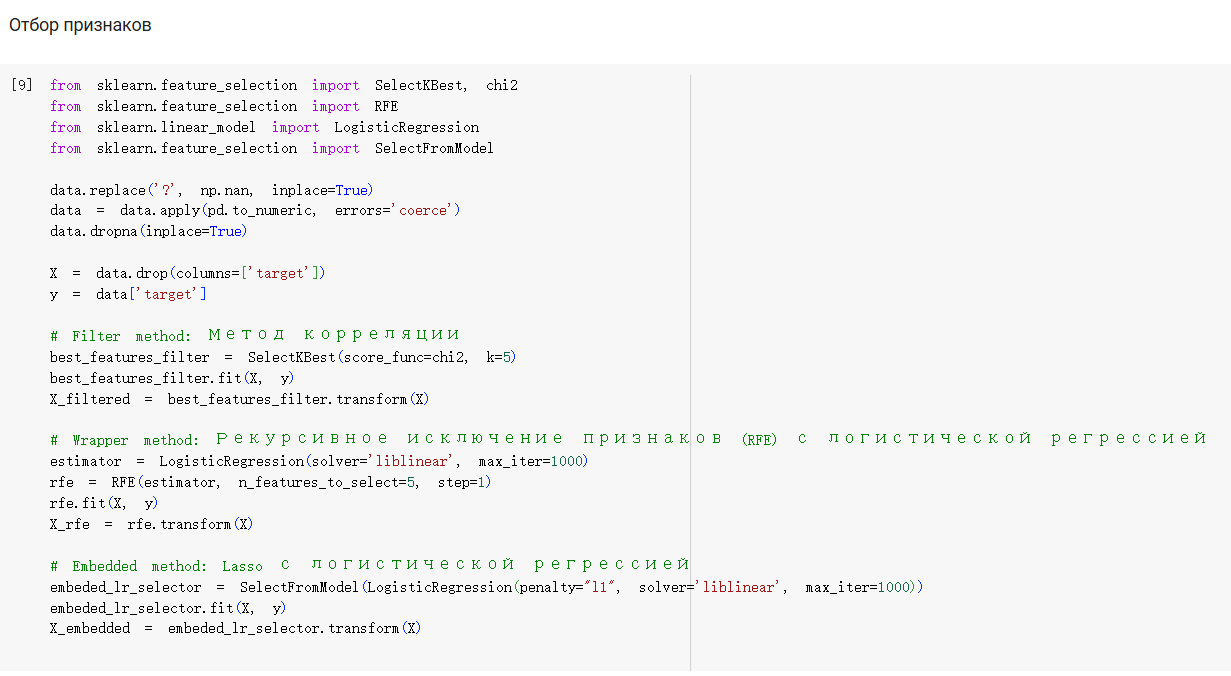 Отбор признаков
[9] from sklearn.feature_selection import SelectKBest, chi2
from sklearn.feature_selection import RFE
from sklearn.linear_model import LogisticRegression
from sklearn.feature_selection import SelectFromModel
data.replace('?', np.nan, inplace=True)
data = data.apply(pd.to_numeric, errors='coerce')
data.dropna(inplace=True)
X = data.drop(columns=['target'])
y = data['target']
# Filter method: Метод корреляции
best_features_filter = SelectKBest(score_func=chi2, k=5)
best_features_filter.fit(X, y)
X_filtered = best_features_filter.transform(X)
# Wrapper method: Рекурсивное исключение признаков (RFE) с логистической регрессией
estimator = LogisticRegression(solver='liblinear', max_iter=1000)
rfe = RFE(estimator, n_features_to_select=5, step=1)
rfe.fit(X, y)
X_rfe = rfe.transform(X)
# Embedded method: Lasso с логистической регрессией
embeded_lr_selector = SelectFromModel(LogisticRegression(penalty="l1", solver='liblinear', max_iter=1000))
embeded_lr_selector.fit(X, y)
X_embedded = embeded_lr_selector.transform(X)